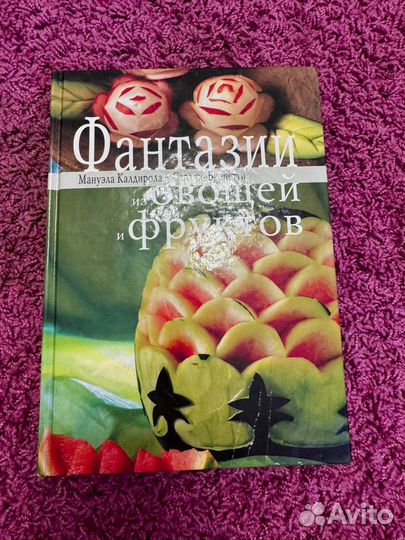 Фантазии
Мануэла Калдирола
из овощей
и фруктов
Avito